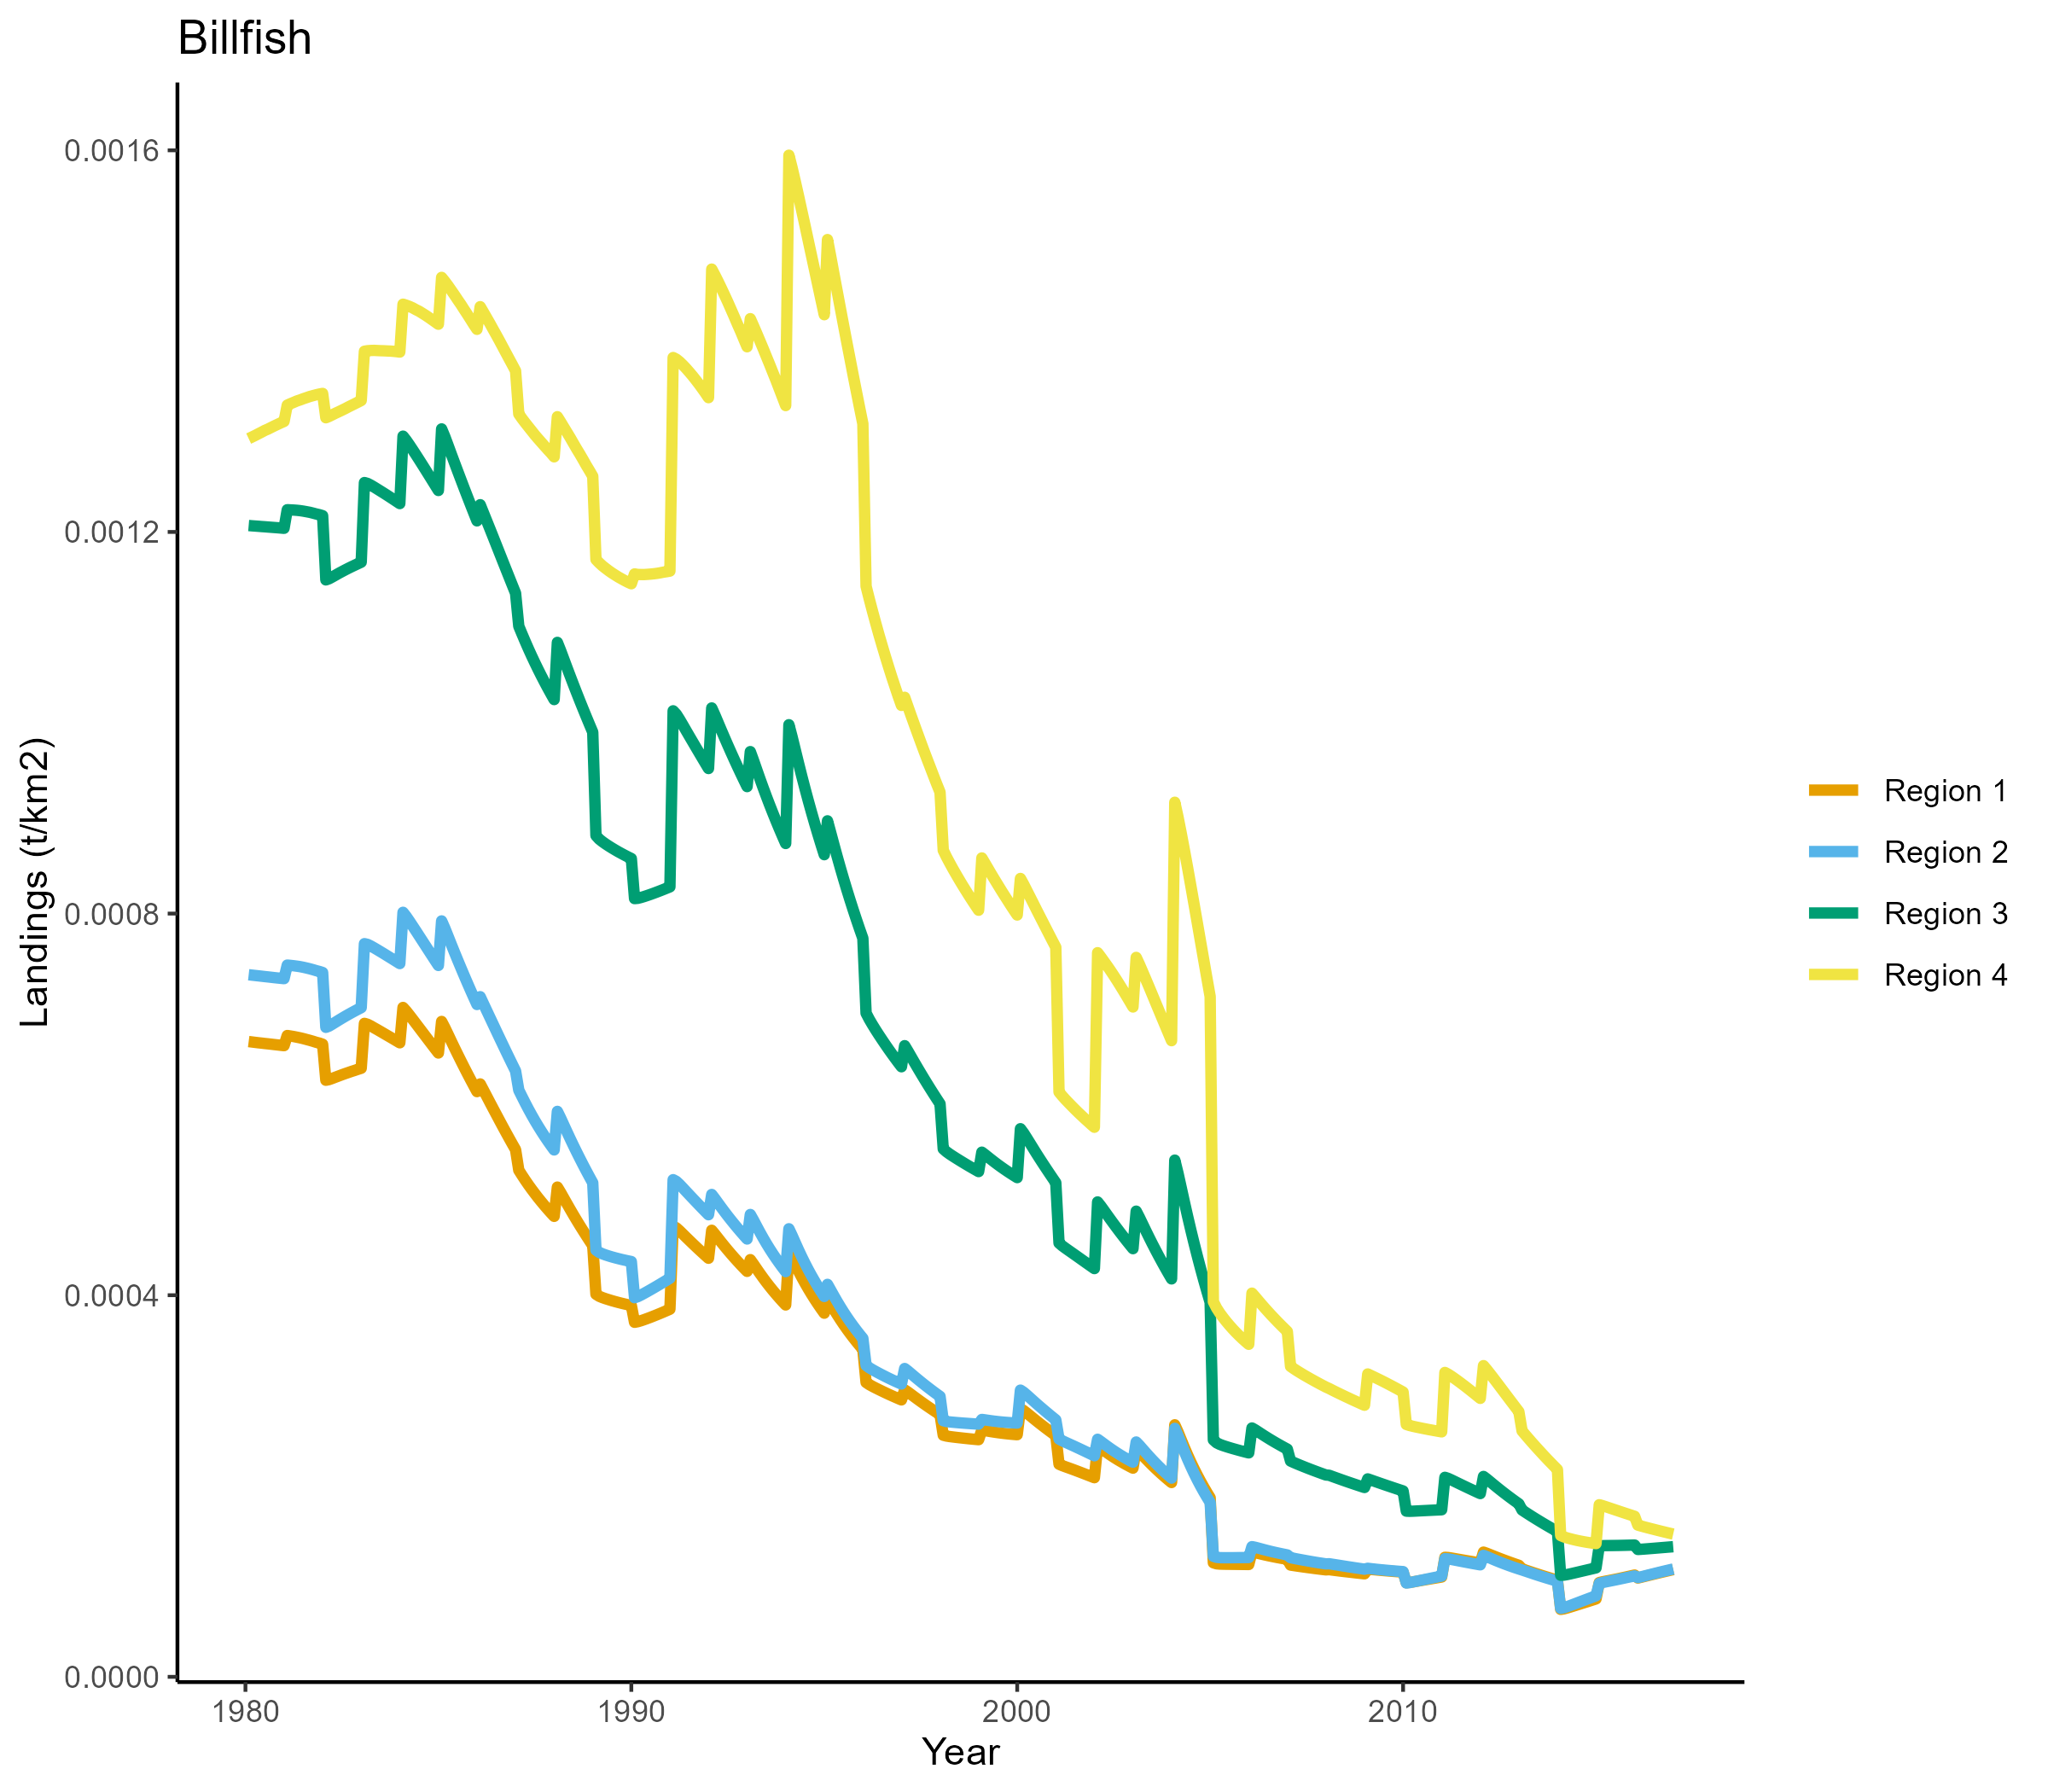 Billfish
Landings (t/km2)
0.0016
0.0012
0.0008
0.0004
0.0000
1980 1990 2000 2010
Year
Region 1
Region 2
Region 3
Region 4